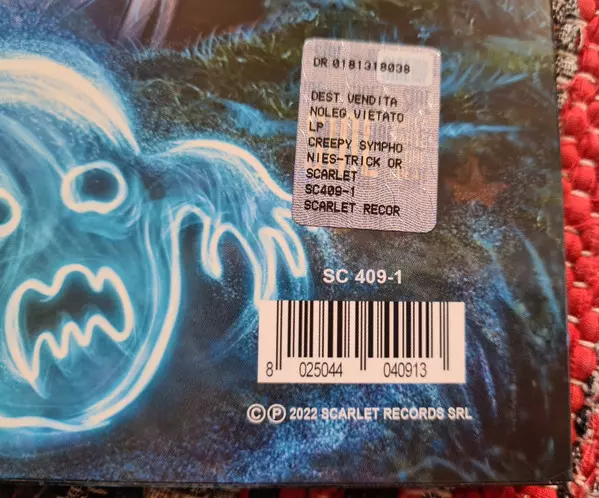 DR 0181318038
DEST VENDITA
NOLEG.VIETATO
LP
CREEPY SYMPHO
NIES-TRICK OR
SCARLET
SC409-1
SCARLET RECOR
SC 409-1
8 025044 040913
©℗ 2022 SCARLET RECORDS SRL